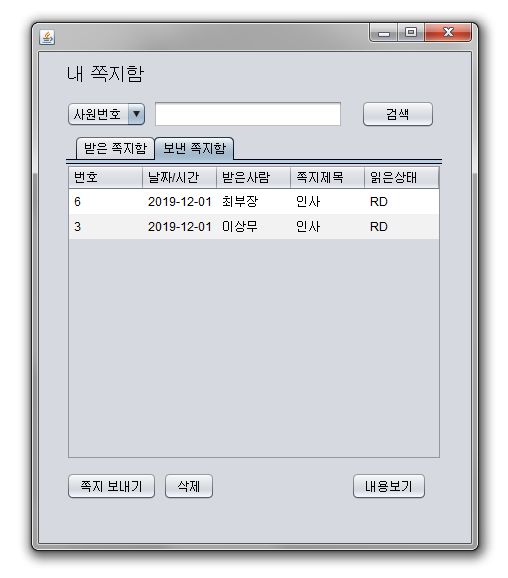 내 쪽지함
사원번호 검색
받은 쪽지함 보낸 쪽지함
번호 날짜/시간 받은사람 쪽지제목 읽은상태
6 2019-12-01 최부장 인사 RD
3 2019-12-01 이상무 인사 RD
쪽지 보내기 삭제 내용보기